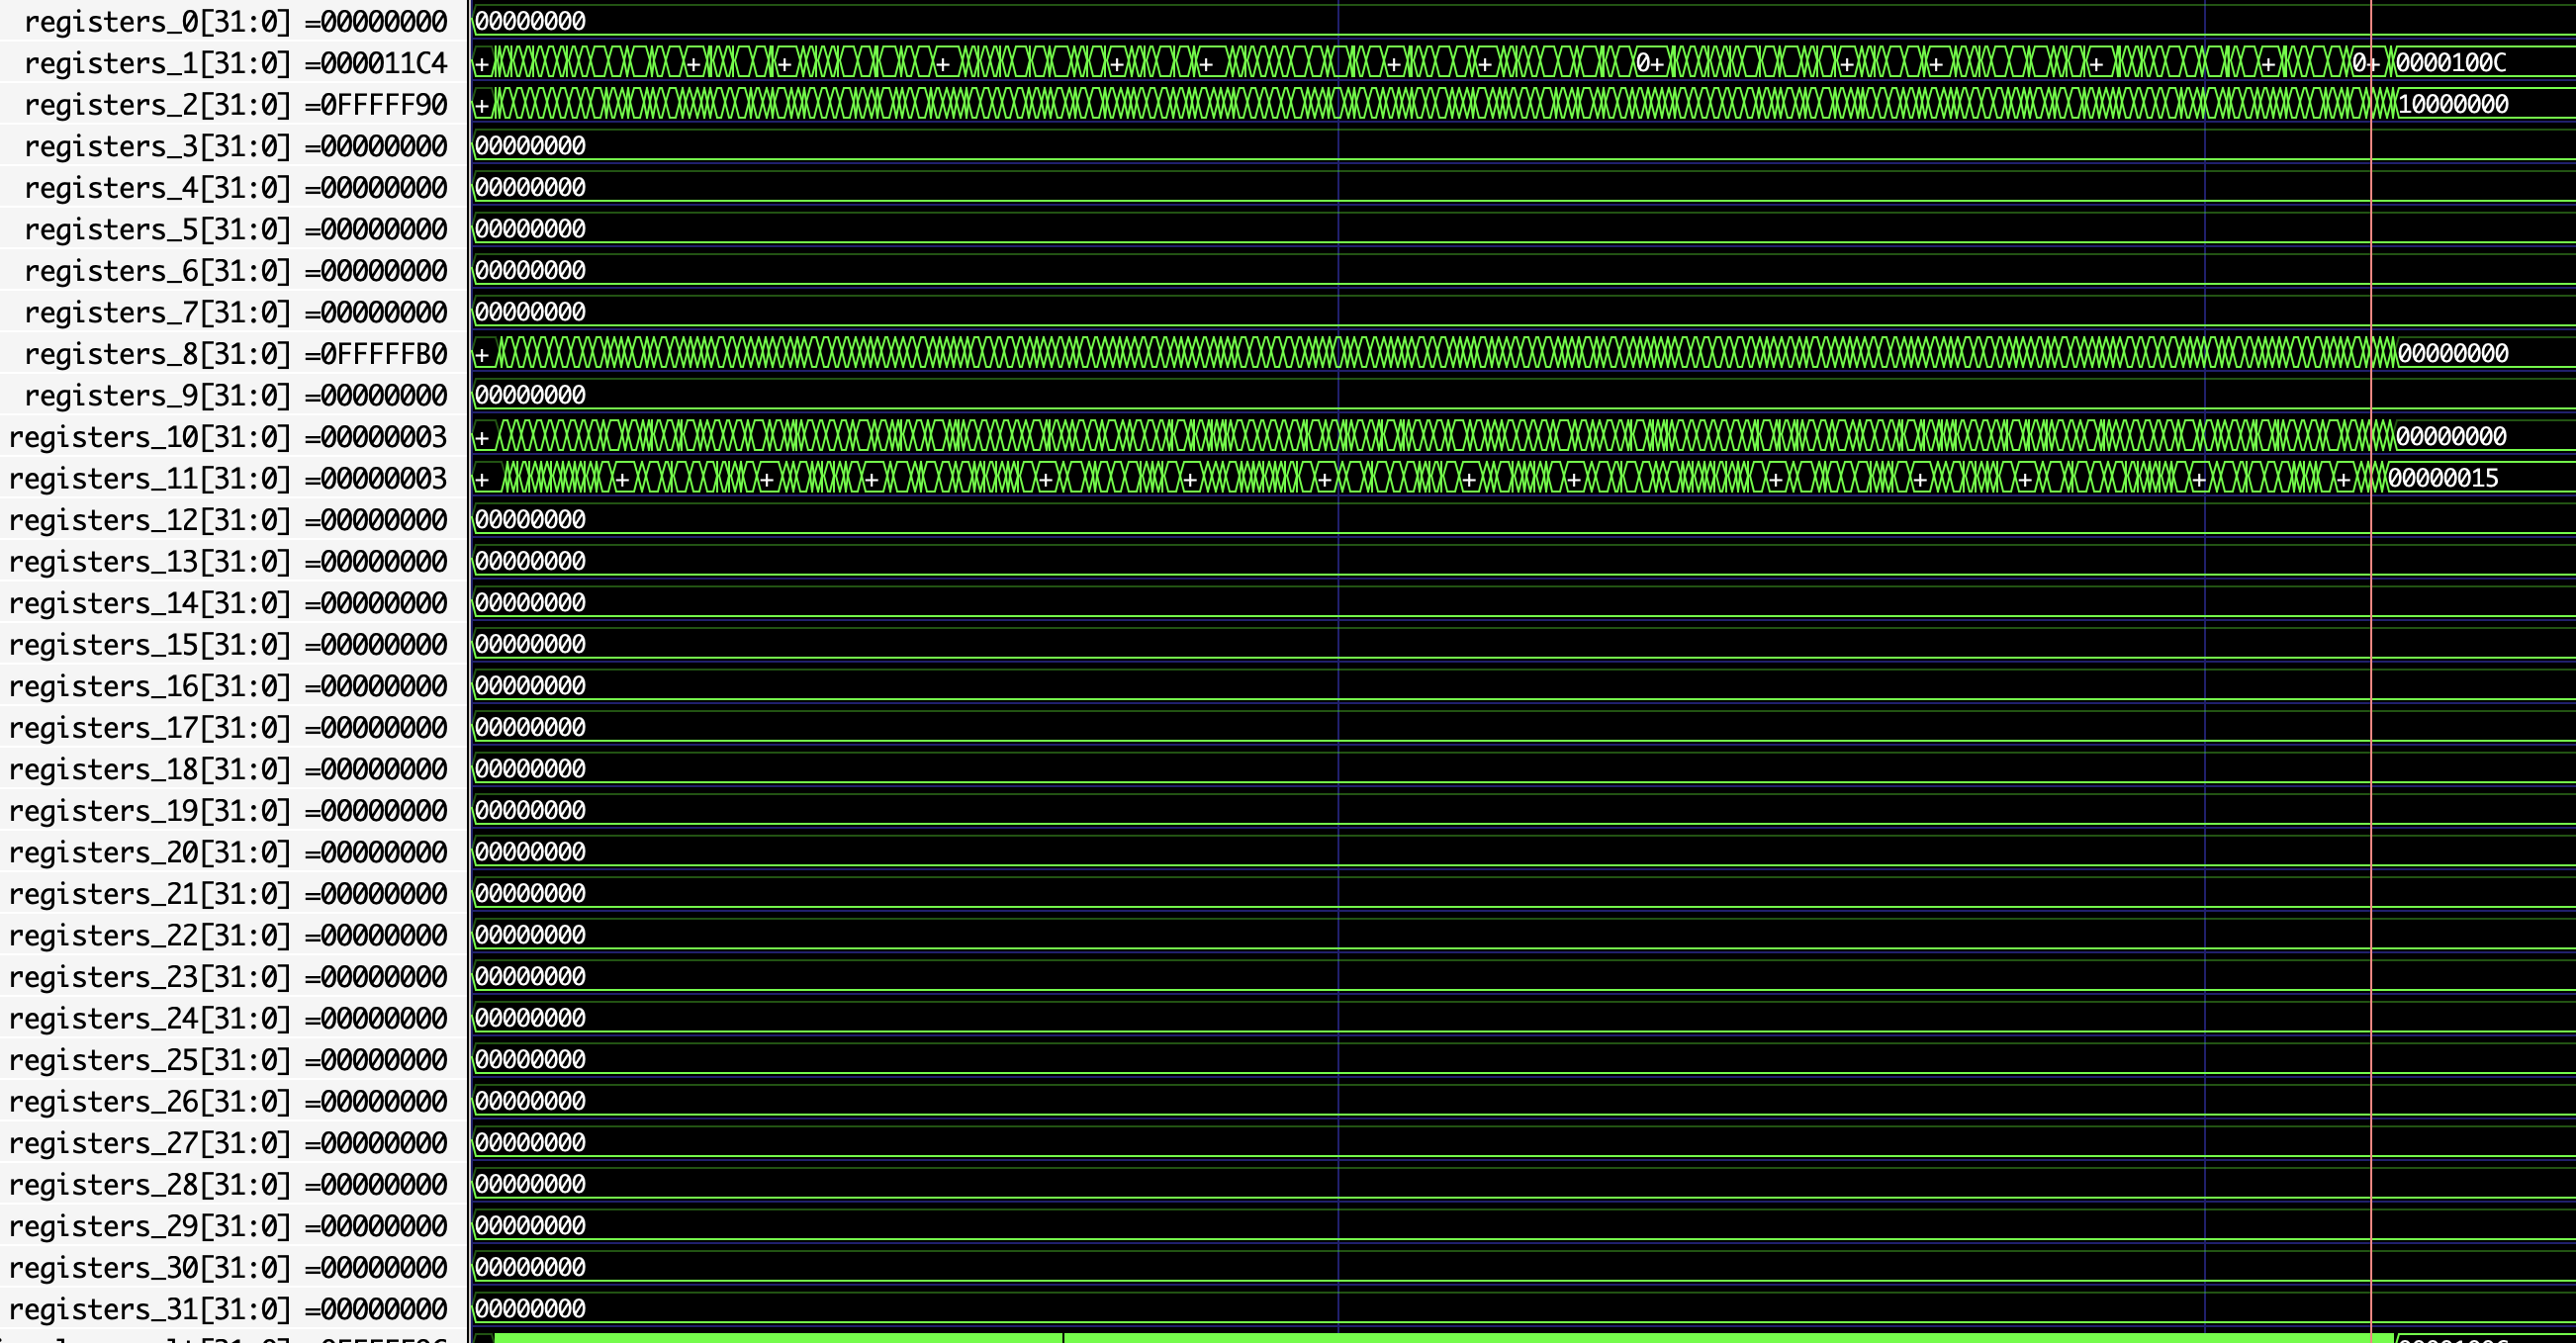 registers_0[31:0] =00000000 00000000
registers_1[31:0] =000011C4 + + + + + + + + 0+ + + + + 0+ 0000100C
registers_2[31:0] =0FFFFF90 + 10000000
registers_3[31:0] =00000000 00000000
registers_4[31:0] =00000000 00000000
registers_5[31:0] =00000000 00000000
registers_6[31:0] =00000000 00000000
registers_7[31:0] =00000000 00000000
registers_8[31:0] =0FFFFFB0 + 00000000
registers_9[31:0] =00000000 00000000
registers_10[31:0] =00000003 + 00000000
registers_11[31:0] =00000003 + + + + + + + + + + + + + + 00000015
registers_12[31:0] =00000000 00000000
registers_13[31:0] =00000000 00000000
registers_14[31:0] =00000000 00000000
registers_15[31:0] =00000000 00000000
registers_16[31:0] =00000000 00000000
registers_17[31:0] =00000000 00000000
registers_18[31:0] =00000000 00000000
registers_19[31:0] =00000000 00000000
registers_20[31:0] =00000000 00000000
registers_21[31:0] =00000000 00000000
registers_22[31:0] =00000000 00000000
registers_23[31:0] =00000000 00000000
registers_24[31:0] =00000000 00000000
registers_25[31:0] =00000000 00000000
registers_26[31:0] =00000000 00000000
registers_27[31:0] =00000000 00000000
registers_28[31:0] =00000000 00000000
registers_29[31:0] =00000000 00000000
registers_30[31:0] =00000000 00000000
registers_31[31:0] =00000000 00000000